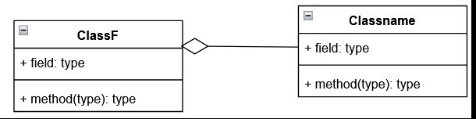 ClassF
+ field: type
+ method(type): type
Classname
+ field: type
+ method(type): type